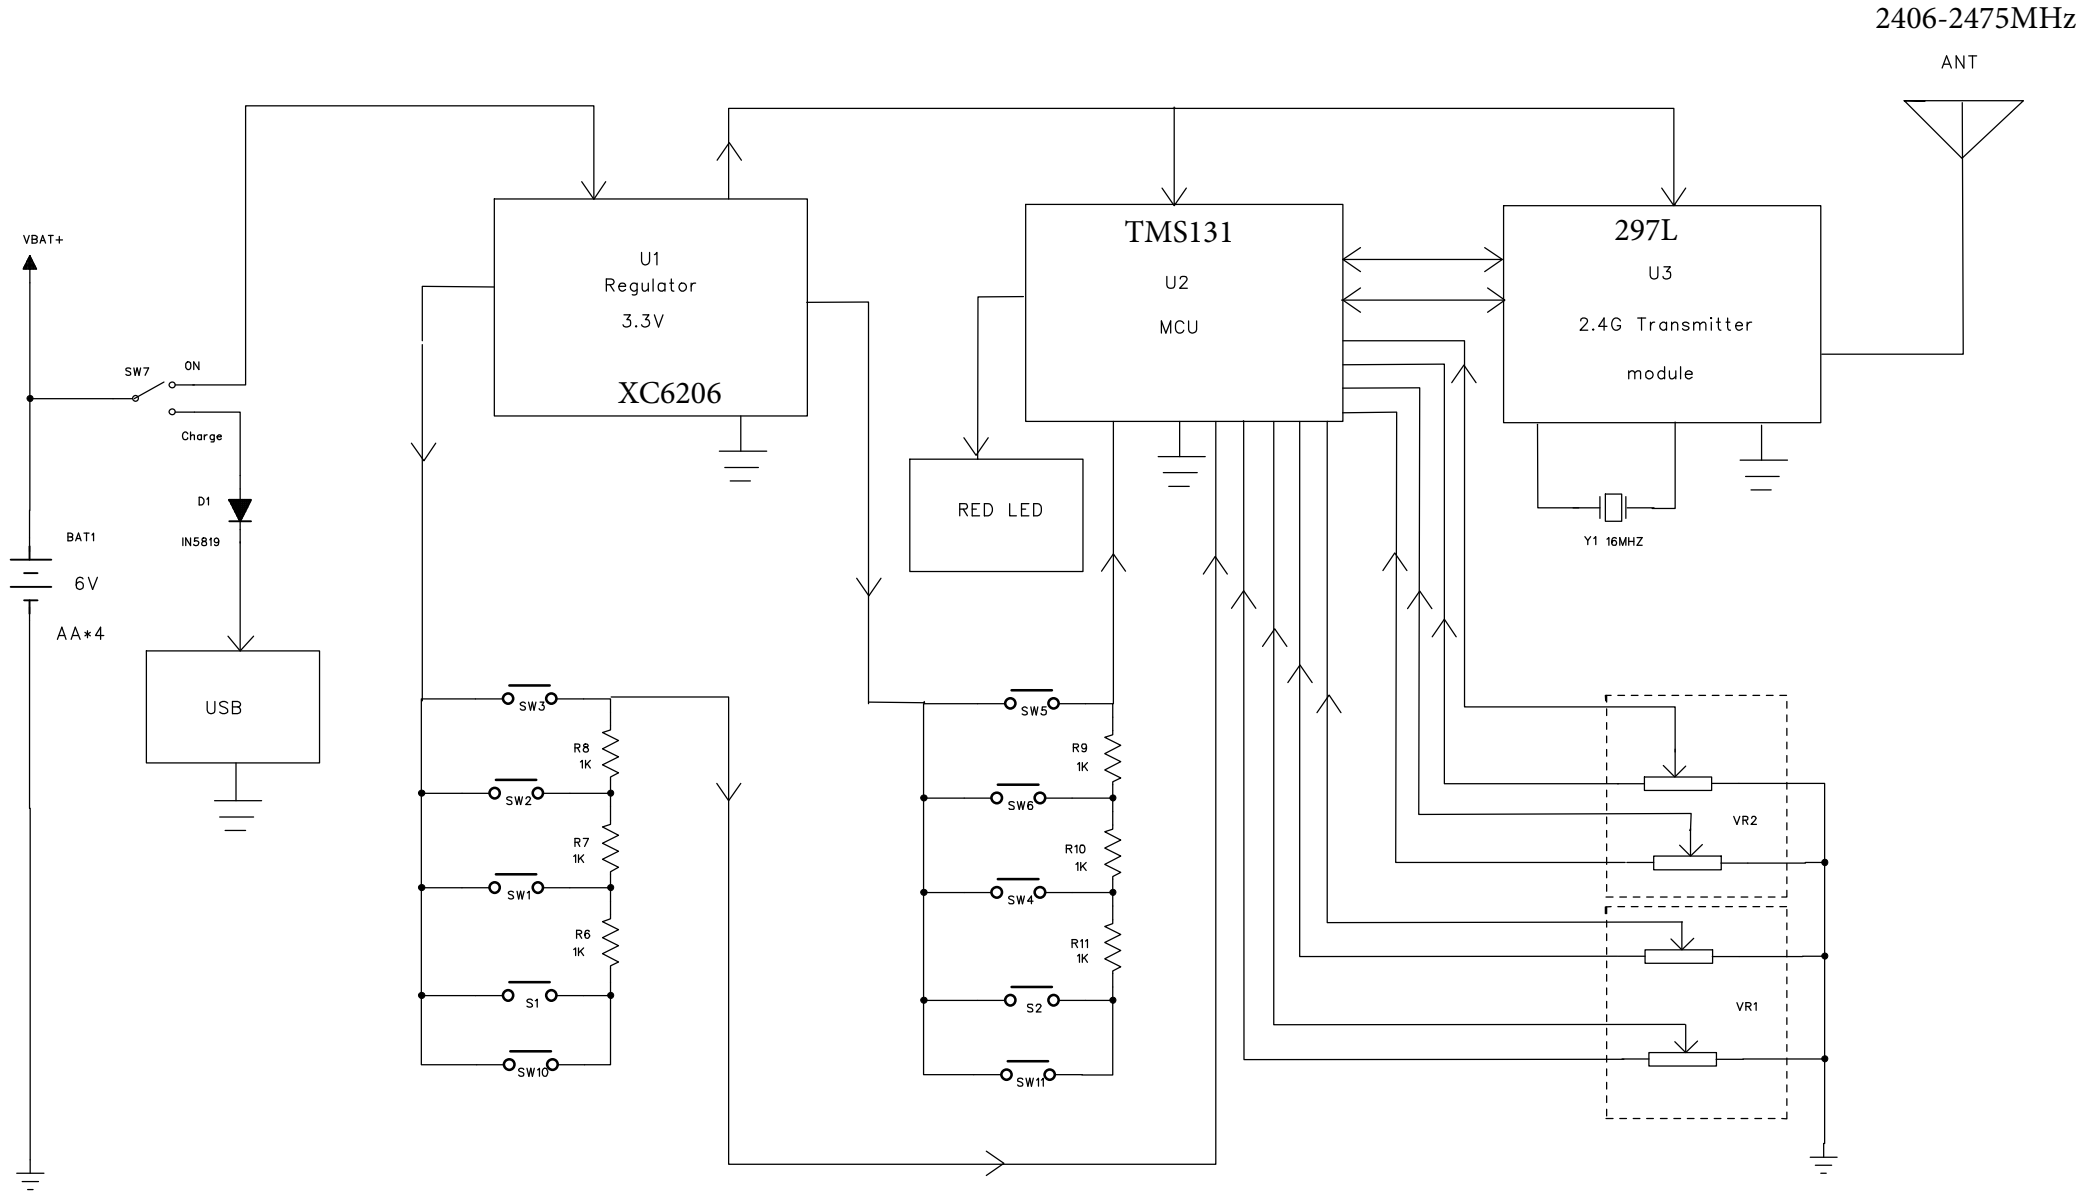 2406-2475MHz
ANT
VBAT+
U1
Regulator
3.3V
XC6206
TMS131
U2
MCU
297L
U3
2.4G Transmitter
module
SW7
ON
Charge
D1
IN5819
BAT1
6V
AA*4
USB
RED LED
Y1 16MHZ
SW3
R8
1K
SW2
R7
1K
SW1
R6
1K
S1
SW10
SW5
R9
1K
SW6
R10
1K
SW4
R11
1K
S2
SW11
VR2
VR1